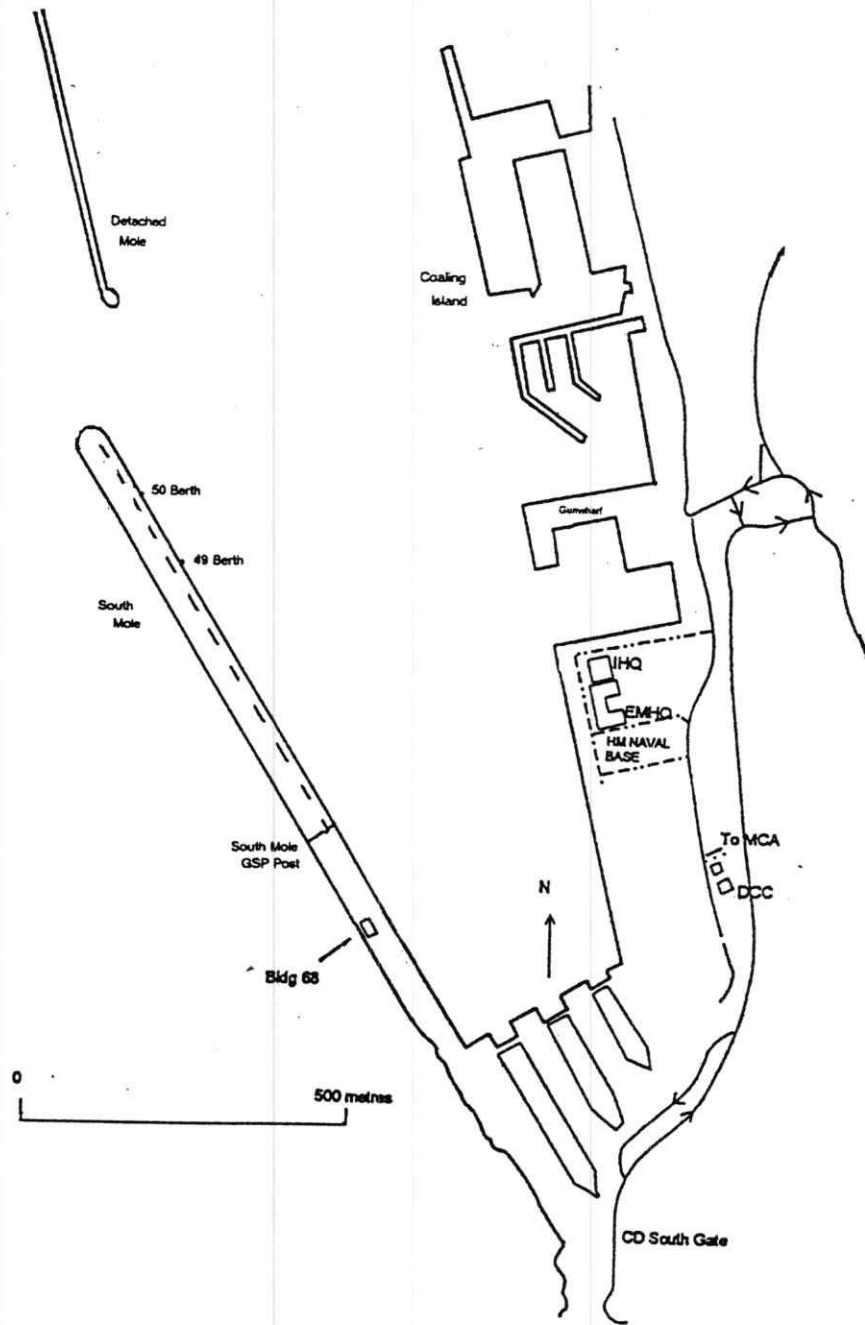 Detached
Mole
Coaling
Island
50 Berth
49 Berth
Gunwharf
South
Mole
IHQ
EMHQ
HM NAVAL
BASE
South Mole
GSP Post
To MCA
DCC
N
Bldg 68
0
500 metres
CD South Gate